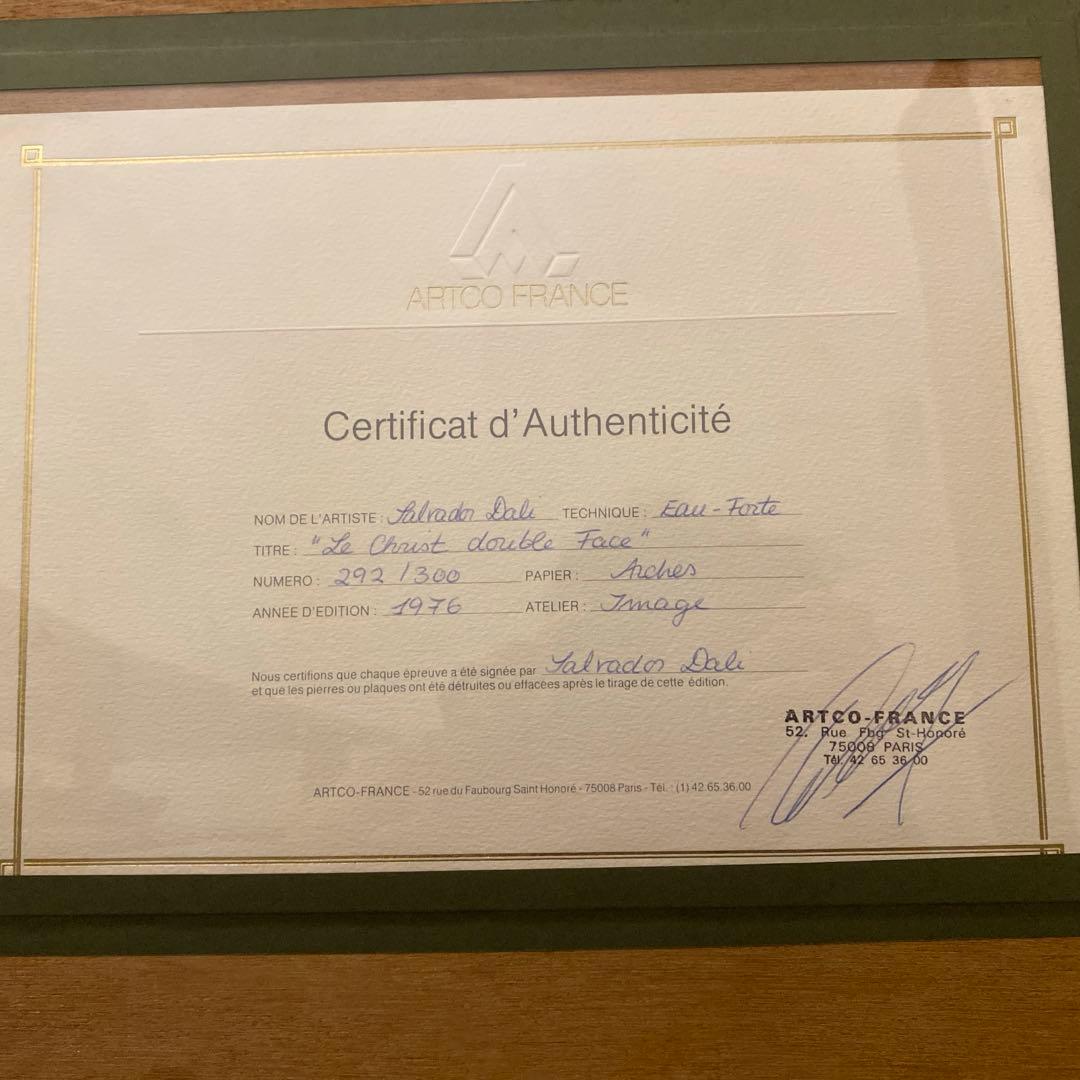 ARTCO FRANCE
Certificat d'Authenticité
NOM DE L'ARTISTE : Salvador Dali TECHNIQUE : Eau-Forte
TITRE : "Le Christ double Face"
NUMERO : 292 / 300 PAPIER : Arches
ANNEE D'EDITION : 1976 ATELIER : Image
Nous certifions que chaque épreuve a été signée par Salvador Dali
et que les pierres ou plaques ont été détruites ou effacées après le tirage de cette édition.
ARTCO-FRANCE
52, Rue Fbg St-Honoré
75008 PARIS
Tél. 42 65 36 00
ARTCO-FRANCE - 52 rue du Faubourg Saint Honoré - 75008 Paris - Tél. : (1) 42.65.36.00